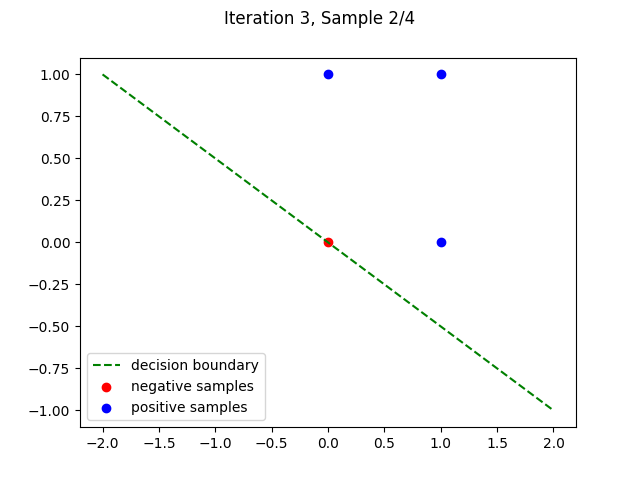 Iteration 3, Sample 2/4
1.00
0.75
0.50
0.25
0.00
−0.25
−0.50
−0.75
−1.00
decision boundary
negative samples
positive samples
−2.0 −1.5 −1.0 −0.5 0.0 0.5 1.0 1.5 2.0